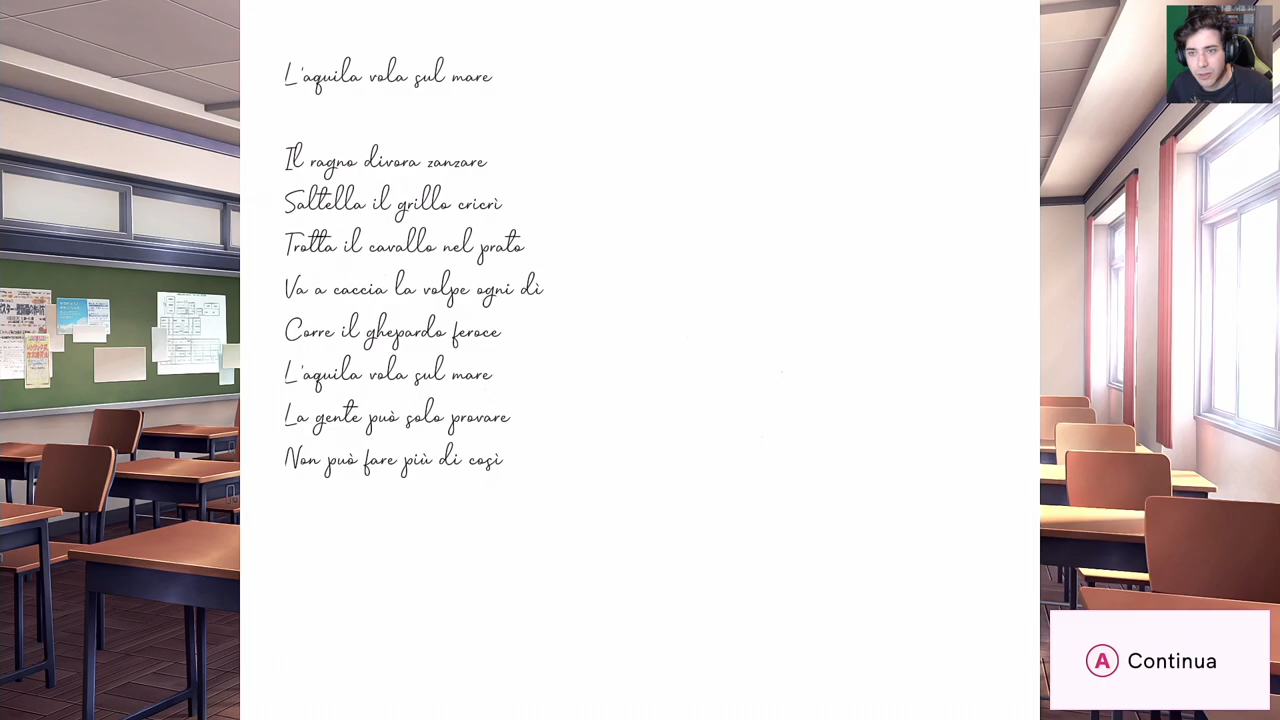 L'aquila vola sul mare
Il ragno divora zanzare
Saltella il grillo cricrì
Trotta il cavallo nel prato
Va a caccia la volpe ogni dì
Corre il ghepardo feroce
L'aquila vola sul mare
La gente può solo provare
Non può fare più di così
A Continua